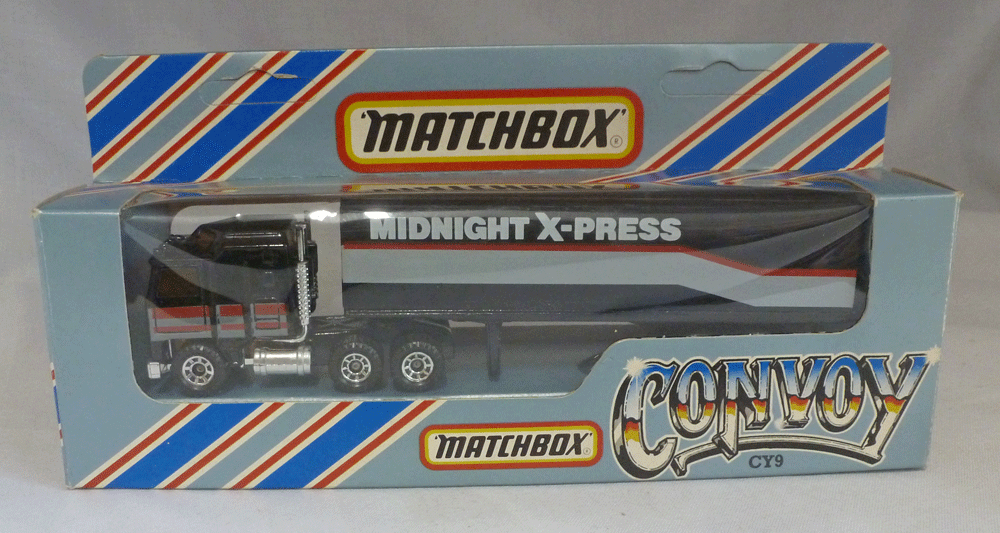 'MATCHBOX' ®
MIDNIGHT X-PRESS
'MATCHBOX' ®
CONVOY
CY9